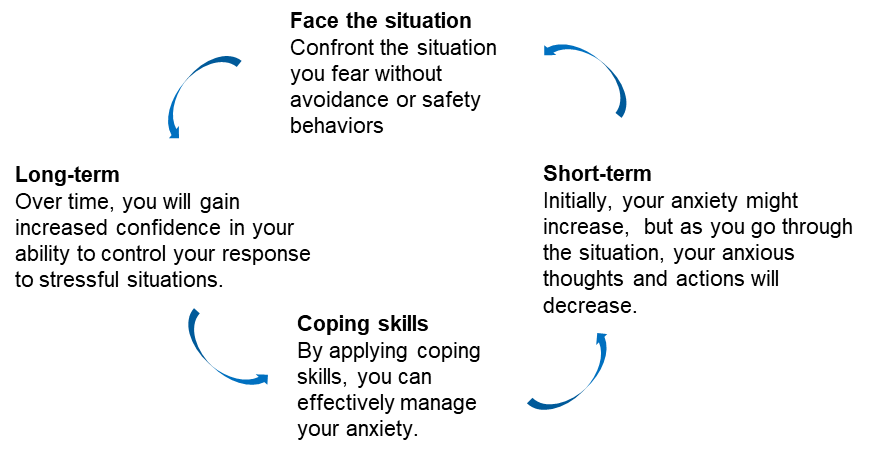 Face the situation
Confront the situation
you fear without
avoidance or safety
behaviors
Long-term
Over time, you will gain
increased confidence in your
ability to control your response
to stressful situations.
Short-term
Initially, your anxiety might
increase, but as you go through
the situation, your anxious
thoughts and actions will
decrease.
Coping skills
By applying coping
skills, you can
effectively manage
your anxiety.